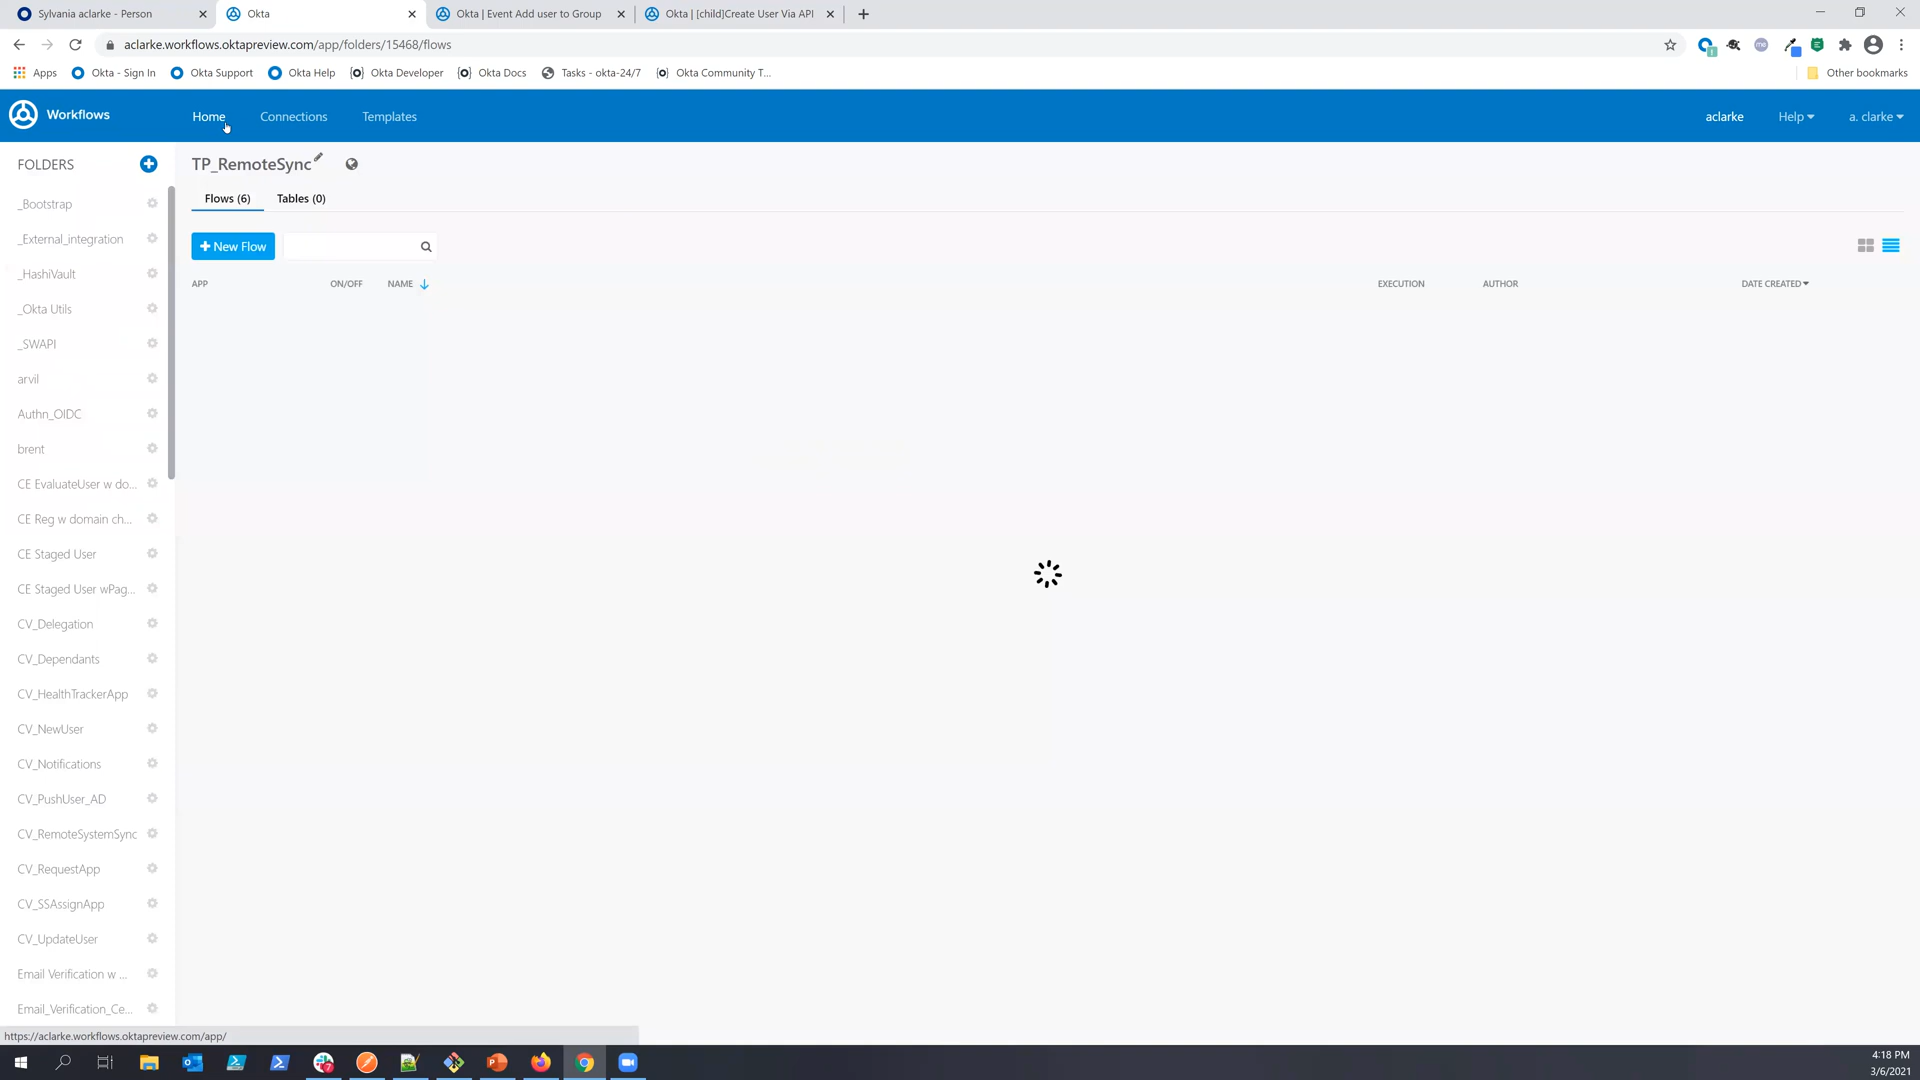 Sylvania aclarke - Person
Okta
Okta | Event Add user to Group
Okta | [child]Create User Via API
aclarke.workflows.oktapreview.com/app/folders/15468/flows
Apps
Okta - Sign In
Okta Support
Okta Help
Okta Developer
Okta Docs
Tasks - okta-24/7
Okta Community T...
Other bookmarks
Workflows
Home
Connections
Templates
aclarke
Help
a. clarke
FOLDERS
TP_RemoteSync
Flows (6)
Tables (0)
New Flow
APP
ON/OFF
NAME
EXECUTION
AUTHOR
DATE CREATED
_Bootstrap
_External_integration
_HashiVault
_Okta Utils
_SWAPI
arvil
Authn_OIDC
brent
CE EvaluateUser w do...
CE Reg w domain ch...
CE Staged User
CE Staged User wPag...
CV_Delegation
CV_Dependants
CV_HealthTrackerApp
CV_NewUser
CV_Notifications
CV_PushUser_AD
CV_RemoteSystemSync
CV_RequestApp
CV_SSAssignApp
CV_UpdateUser
Email Verification w ...
Email_Verification_Ce...
https://aclarke.workflows.oktapreview.com/app/
4:18 PM
3/6/2021